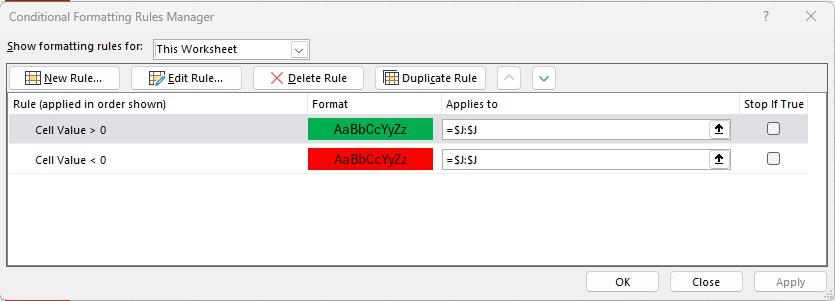 Conditional Formatting Rules Manager ? ×
Show formatting rules for: This Worksheet
New Rule... Edit Rule... Delete Rule Duplicate Rule
Rule (applied in order shown) Format Applies to Stop If True
Cell Value > 0 AaBbCcYyZz =$J:$J
Cell Value < 0 AaBbCcYyZz =$J:$J
OK Close Apply